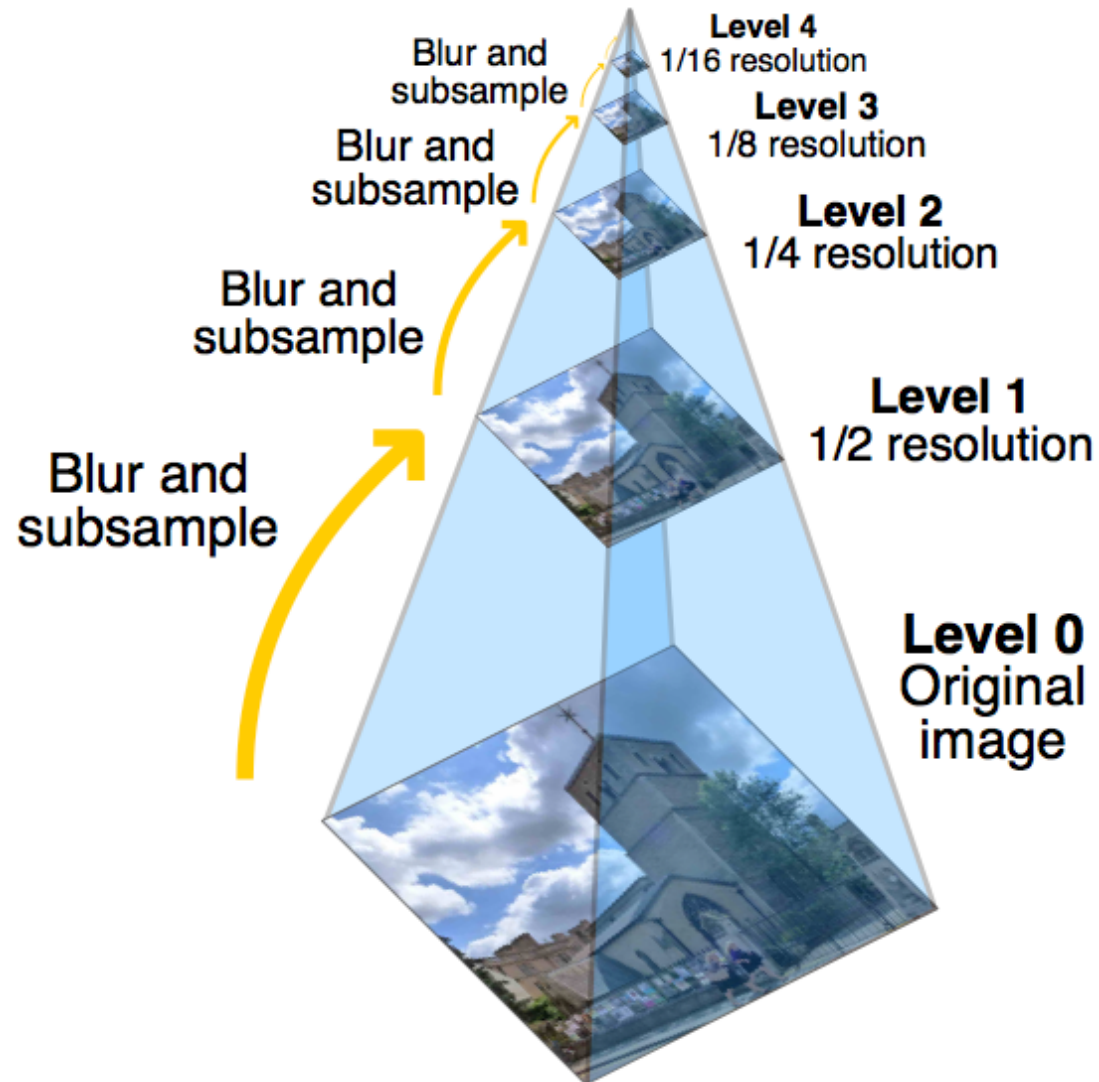 Level 4
1/16 resolution
Blur and
subsample
Level 3
1/8 resolution
Blur and
subsample
Level 2
1/4 resolution
Blur and
subsample
Level 1
1/2 resolution
Blur and
subsample
Level 0
Original
image